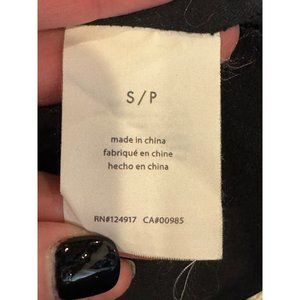 S/P
made in china
fabriqué en chine
hecho en china
RN#124917 CA#00985